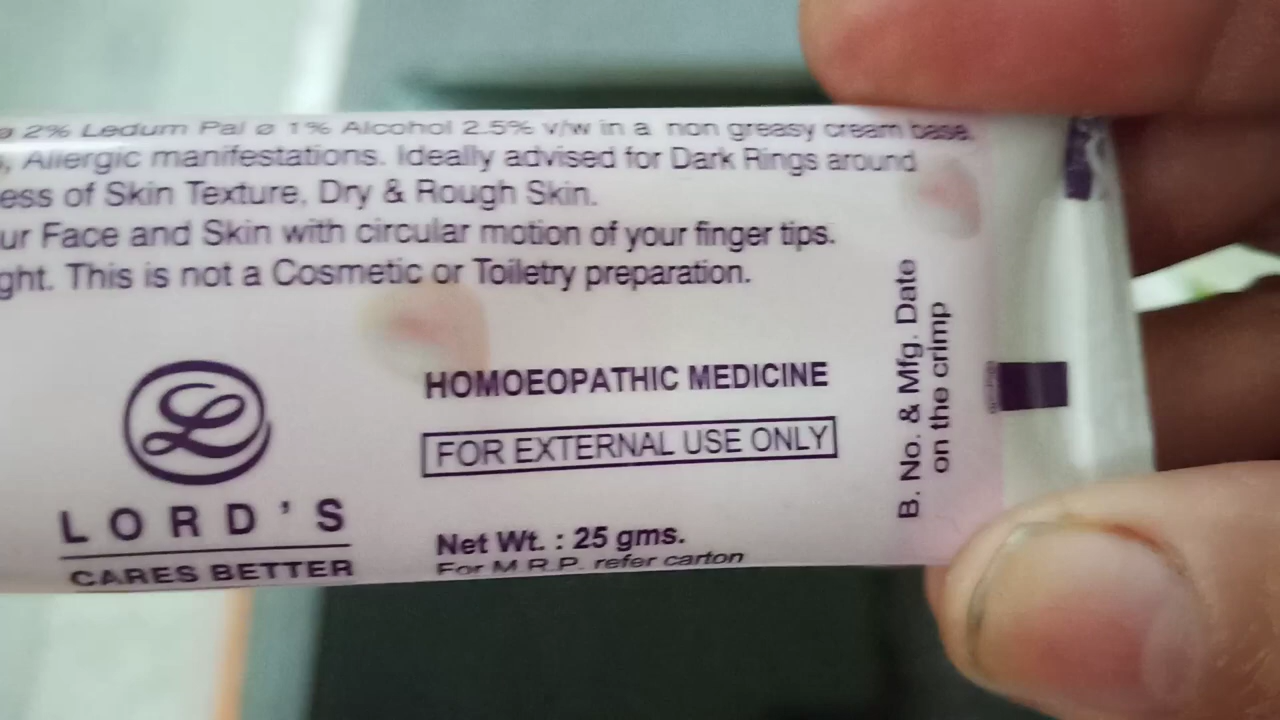 ø 2% Ledum Pal ø 1% Alcohol 2.5% v/w in a non greasy cream base.
, Allergic manifestations. Ideally advised for Dark Rings around
ess of Skin Texture, Dry & Rough Skin.
ur Face and Skin with circular motion of your finger tips.
ght. This is not a Cosmetic or Toiletry preparation.
HOMOEOPATHIC MEDICINE
FOR EXTERNAL USE ONLY
LORD'S
CARES BETTER
Net Wt. : 25 gms.
For M.R.P. refer carton
B. No. & Mfg. Date
on the crimp